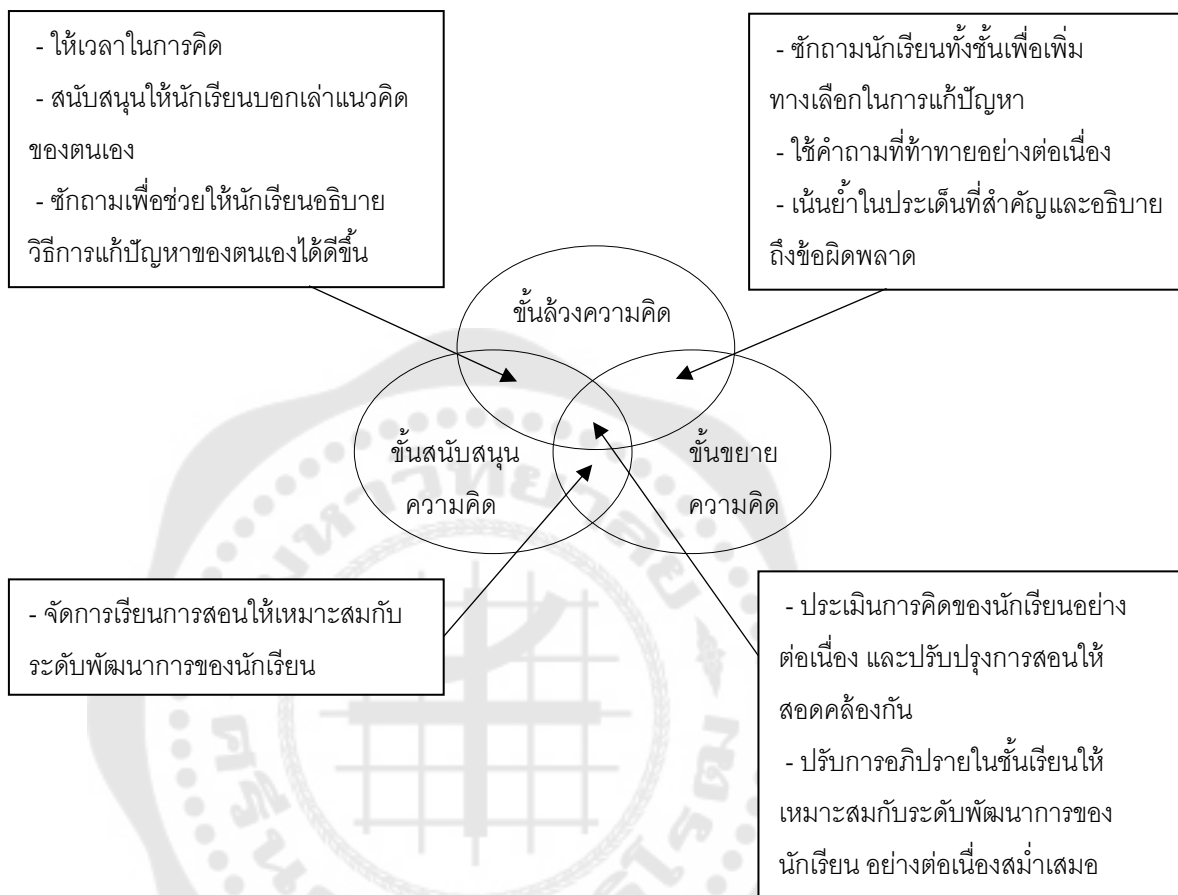 - ให้เวลาในการคิด
- สนับสนุนให้นักเรียนบอกเล่าแนวคิด
ของตนเอง
- ซักถามเพื่อช่วยให้นักเรียนอธิบาย
วิธีการแก้ปัญหาของตนเองได้ดีขึ้น
- ซักถามนักเรียนทั้งชั้นเพื่อเพิ่ม
ทางเลือกในการแก้ปัญหา
- ใช้คำถามที่ท้าทายอย่างต่อเนื่อง
- เน้นย้ำในประเด็นที่สำคัญและอธิบาย
ถึงข้อผิดพลาด
ขั้นล้วงความคิด
ขั้นสนับสนุน
ความคิด
ขั้นขยาย
ความคิด
- จัดการเรียนการสอนให้เหมาะสมกับ
ระดับพัฒนาการของนักเรียน
- ประเมินการคิดของนักเรียนอย่าง
ต่อเนื่อง และปรับปรุงการสอนให้
สอดคล้องกัน
- ปรับการอภิปรายในชั้นเรียนให้
เหมาะสมกับระดับพัฒนาการของ
นักเรียน อย่างต่อเนื่องสม่ำเสมอ